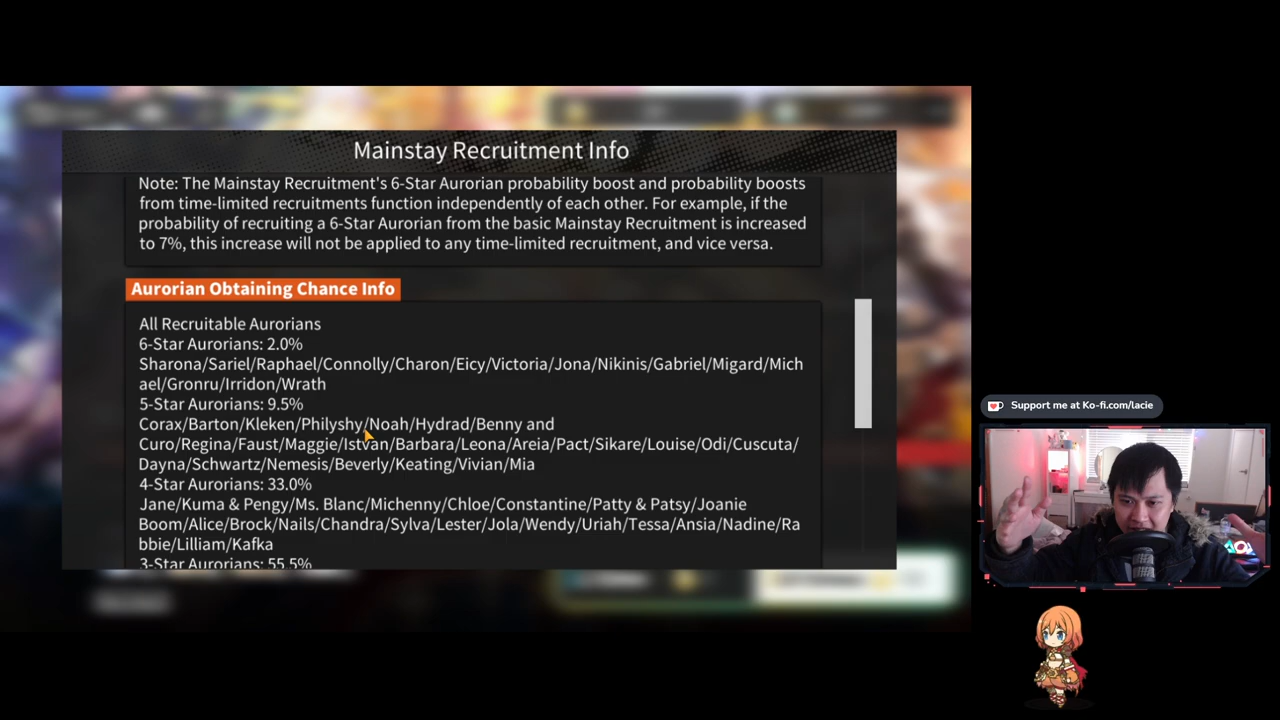 Mainstay Recruitment Info
Note: The Mainstay Recruitment's 6-Star Aurorian probability boost and probability boosts
from time-limited recruitments function independently of each other. For example, if the
probability of recruiting a 6-Star Aurorian from the basic Mainstay Recruitment is increased
to 7%, this increase will not be applied to any time-limited recruitment, and vice versa.
Aurorian Obtaining Chance Info
All Recruitable Aurorians
6-Star Aurorians: 2.0%
Sharona/Sariel/Raphael/Connolly/Charon/Eicy/Victoria/Jona/Nikinis/Gabriel/Migard/Mich
ael/Gronru/Irridon/Wrath
5-Star Aurorians: 9.5%
Corax/Barton/Kleken/Philyshy/Noah/Hydrad/Benny and
Curo/Regina/Faust/Maggie/Istvan/Barbara/Leona/Areia/Pact/Sikare/Louise/Odi/Cuscuta/
Dayna/Schwartz/Nemesis/Beverly/Keating/Vivian/Mia
4-Star Aurorians: 33.0%
Jane/Kuma & Pengy/Ms. Blanc/Michenny/Chloe/Constantine/Patty & Patsy/Joanie
Boom/Alice/Brock/Nails/Chandra/Sylva/Lester/Jola/Wendy/Uriah/Tessa/Ansia/Nadine/Ra
bbie/Lilliam/Kafka
3-Star Aurorians: 55.5%
Support me at Ko-fi.com/lacie